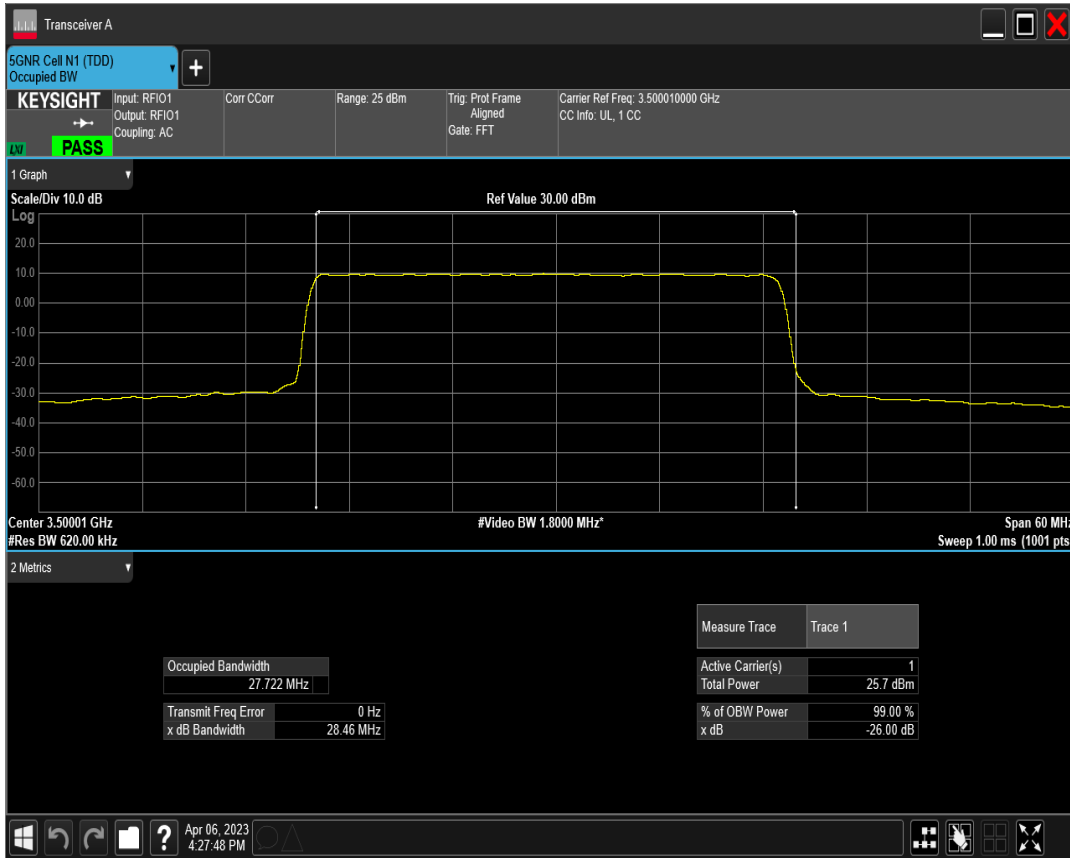 Transceiver A
5GNR Cell N1 (TDD)
Occupied BW
KEYSIGHT
LXI
PASS
Input: RFIO1
Output: RFIO1
Coupling: AC
Corr CCorr
Range: 25 dBm
Trig: Prot Frame
Aligned
Gate: FFT
Carrier Ref Freq: 3.500010000 GHz
CC Info: UL, 1 CC
1 Graph
Scale/Div 10.0 dB
Ref Value 30.00 dBm
Log
20.0
10.0
0.00
-10.0
-20.0
-30.0
-40.0
-50.0
-60.0
Center 3.50001 GHz
#Video BW 1.8000 MHz*
Span 60 MHz
#Res BW 620.00 kHz
Sweep 1.00 ms (1001 pts
2 Metrics
Measure Trace Trace 1
Occupied Bandwidth
27.722 MHz
Active Carrier(s) 1
Total Power 25.7 dBm
Transmit Freq Error 0 Hz
x dB Bandwidth 28.46 MHz
% of OBW Power 99.00 %
x dB -26.00 dB
?
Apr 06, 2023
4:27:48 PM